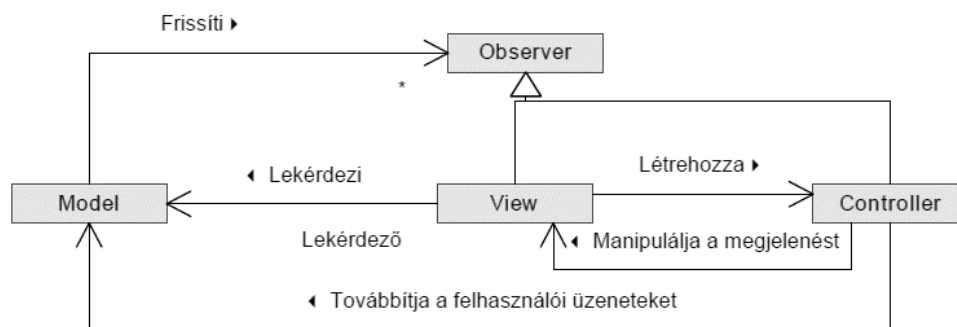 Frissíti ▸
Observer
*
◂ Lekérdezi
Létrehozza ▸
Model
View
Controller
Lekérdező
◂ Manipulálja a megjelenést
◂ Továbbítja a felhasználói üzeneteket